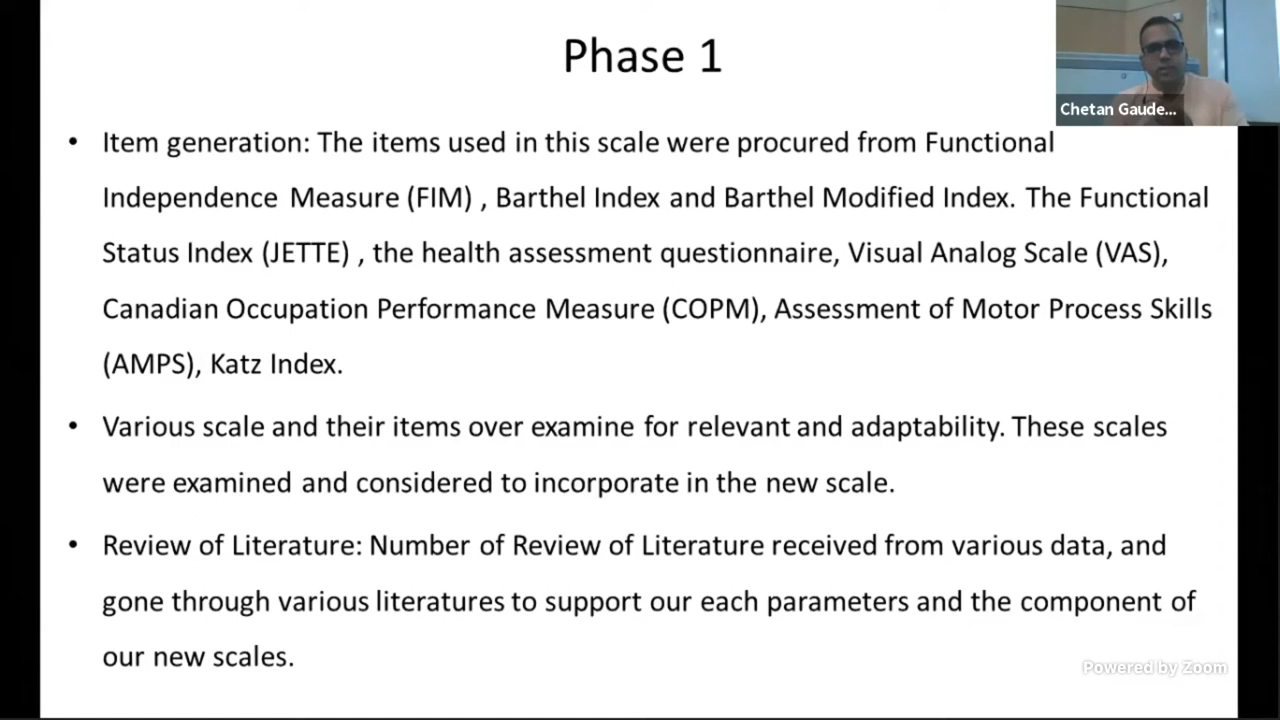 Phase 1
Chetan Gaude...
• Item generation: The items used in this scale were procured from Functional
Independence Measure (FIM) , Barthel Index and Barthel Modified Index. The Functional
Status Index (JETTE) , the health assessment questionnaire, Visual Analog Scale (VAS),
Canadian Occupation Performance Measure (COPM), Assessment of Motor Process Skills
(AMPS), Katz Index.
• Various scale and their items over examine for relevant and adaptability. These scales
were examined and considered to incorporate in the new scale.
• Review of Literature: Number of Review of Literature received from various data, and
gone through various literatures to support our each parameters and the component of
our new scales.
Powered by Zoom